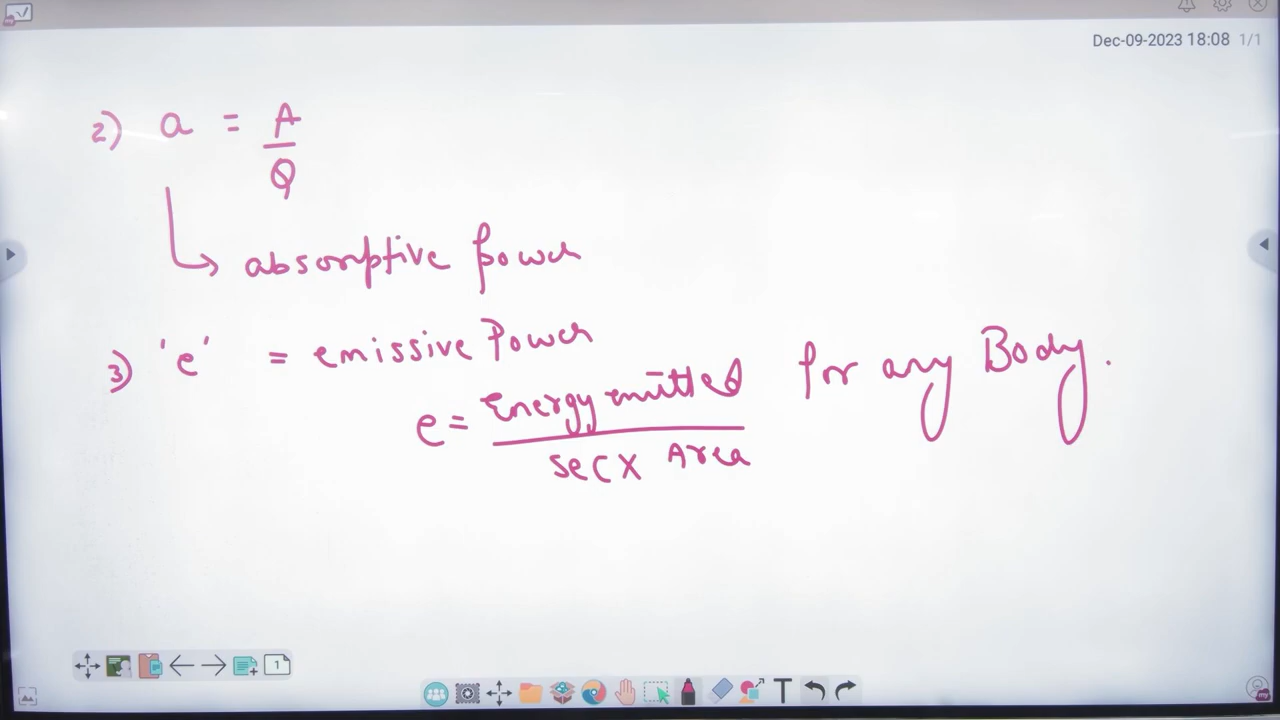 Dec-09-2023 18:08 1/1
2) a = A/Q
absorptive power
3) 'e' = emissive Power
e = Energy emitted / sec x Area for any Body.
1
T